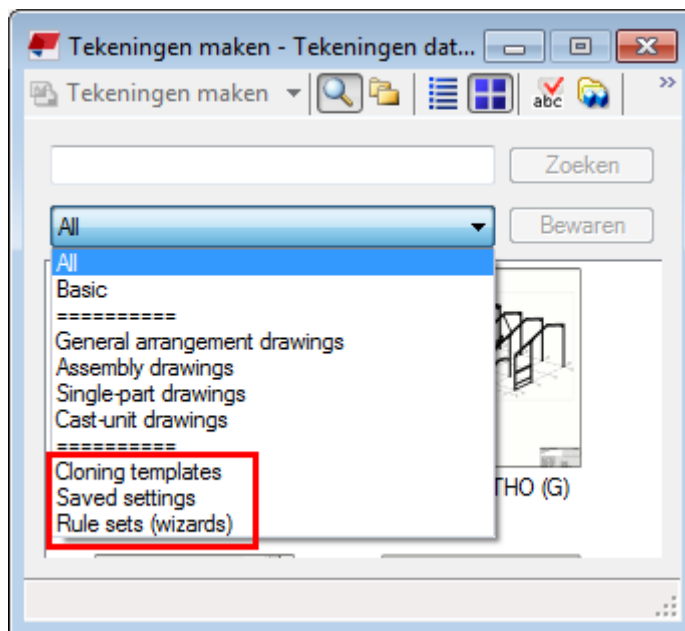 Tekeningen maken - Tekeningen dat...
Tekeningen maken
abc
»
Zoeken
All
Bewaren
All
Basic
==========
General arrangement drawings
Assembly drawings
Single-part drawings
Cast-unit drawings
==========
Cloning templates
Saved settings
Rule sets (wizards)
THO (G)